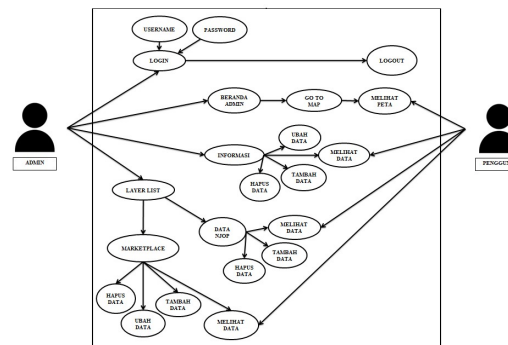 USERNAME
PASSWORD
LOGIN
LOGOUT
BERANDA
ADMIN
GO TO
MAP
MELIHAT
PETA
ADMIN
PENGGUN
INFORMASI
UBAH
DATA
MELIHAT
DATA
TAMBAH
DATA
HAPUS
DATA
LAYER LIST
DATA
NJOP
MELIHAT
DATA
TAMBAH
DATA
HAPUS
DATA
MARKETPLACE
HAPUS
DATA
UBAH
DATA
TAMBAH
DATA
MELIHAT
DATA